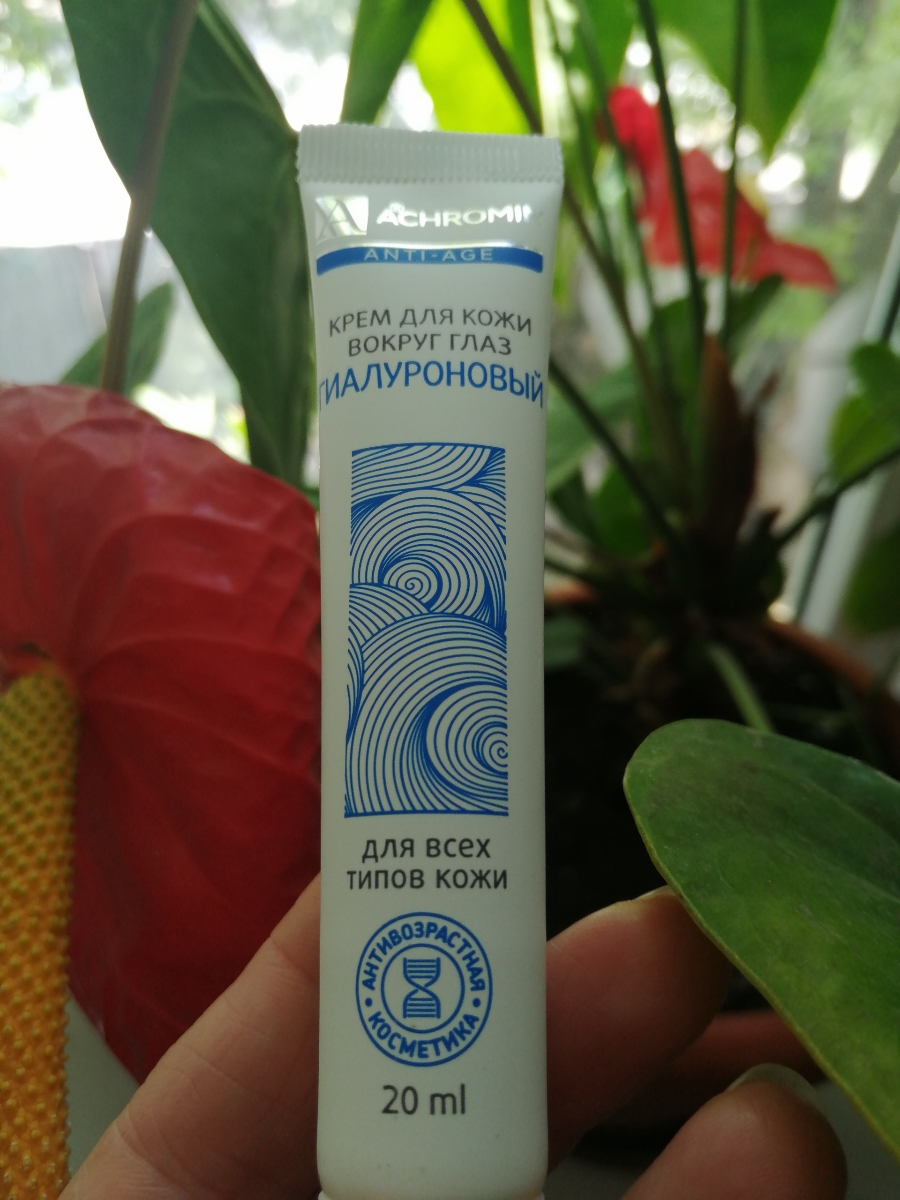 A ACHROMIN
ANTI-AGE
КРЕМ ДЛЯ КОЖИ
ВОКРУГ ГЛАЗ
ГИАЛУРОНОВЫЙ
для всех
типов кожи
АНТИВОЗРАСТНАЯ
КОСМЕТИКА
20 ml